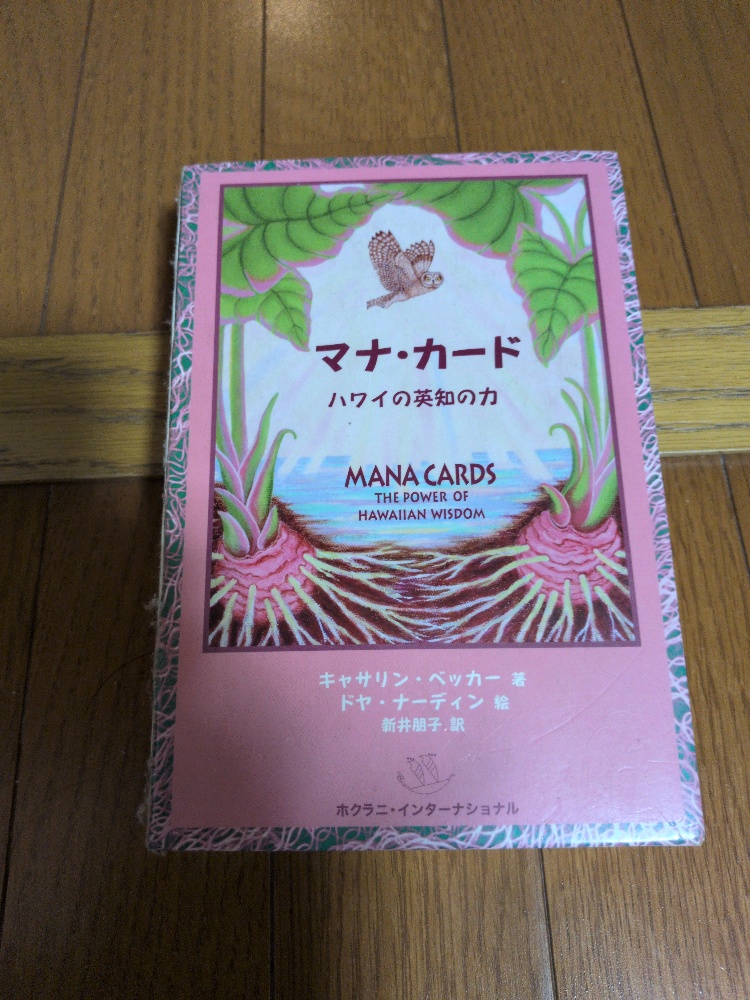 マナ・カード
ハワイの英知の力
MANA CARDS
THE POWER OF
HAWAIIAN WISDOM
キャサリン・ベッカー 著
ドヤ・ナーディン 絵
新井朋子.訳
ホクラニ・インターナショナル